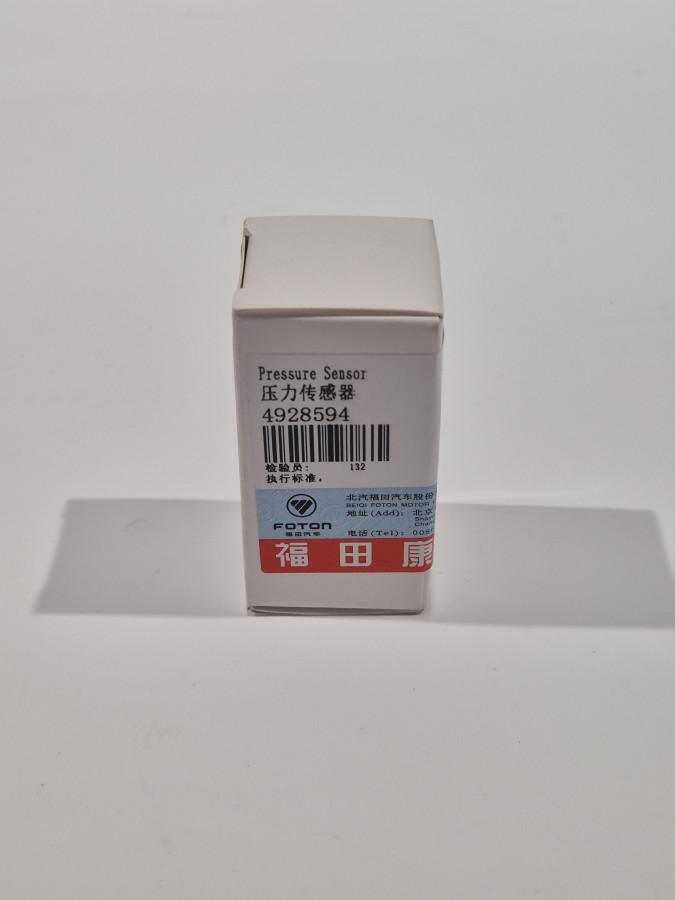 Pressure Sensor
压力传感器
4928594
检验员: 132
执行标准:
北汽福田汽车股份
BEIQI FOTON MOTOR
地址(Add): 北京
电话(Tel): 008
FOTON
福田汽车
福田康